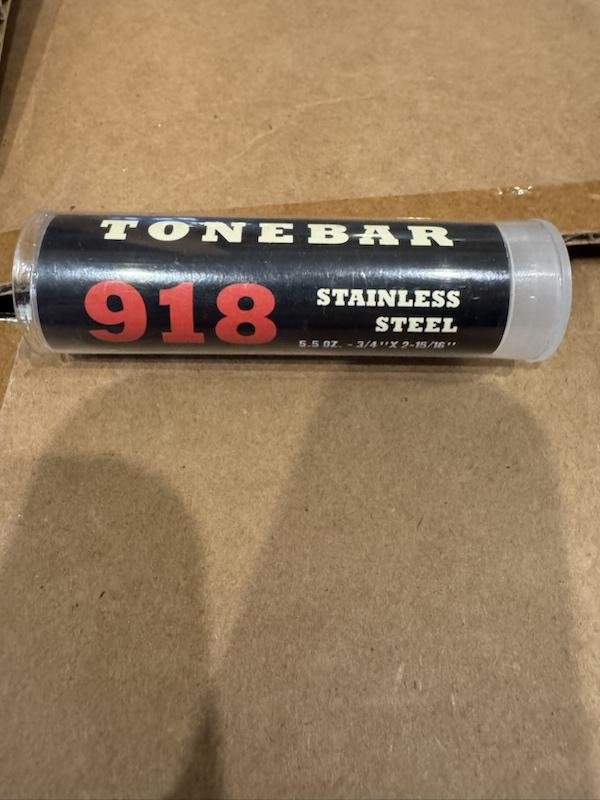 TONEBAR
918
STAINLESS
STEEL
5.5 OZ. - 3/4" X 2-15/16"